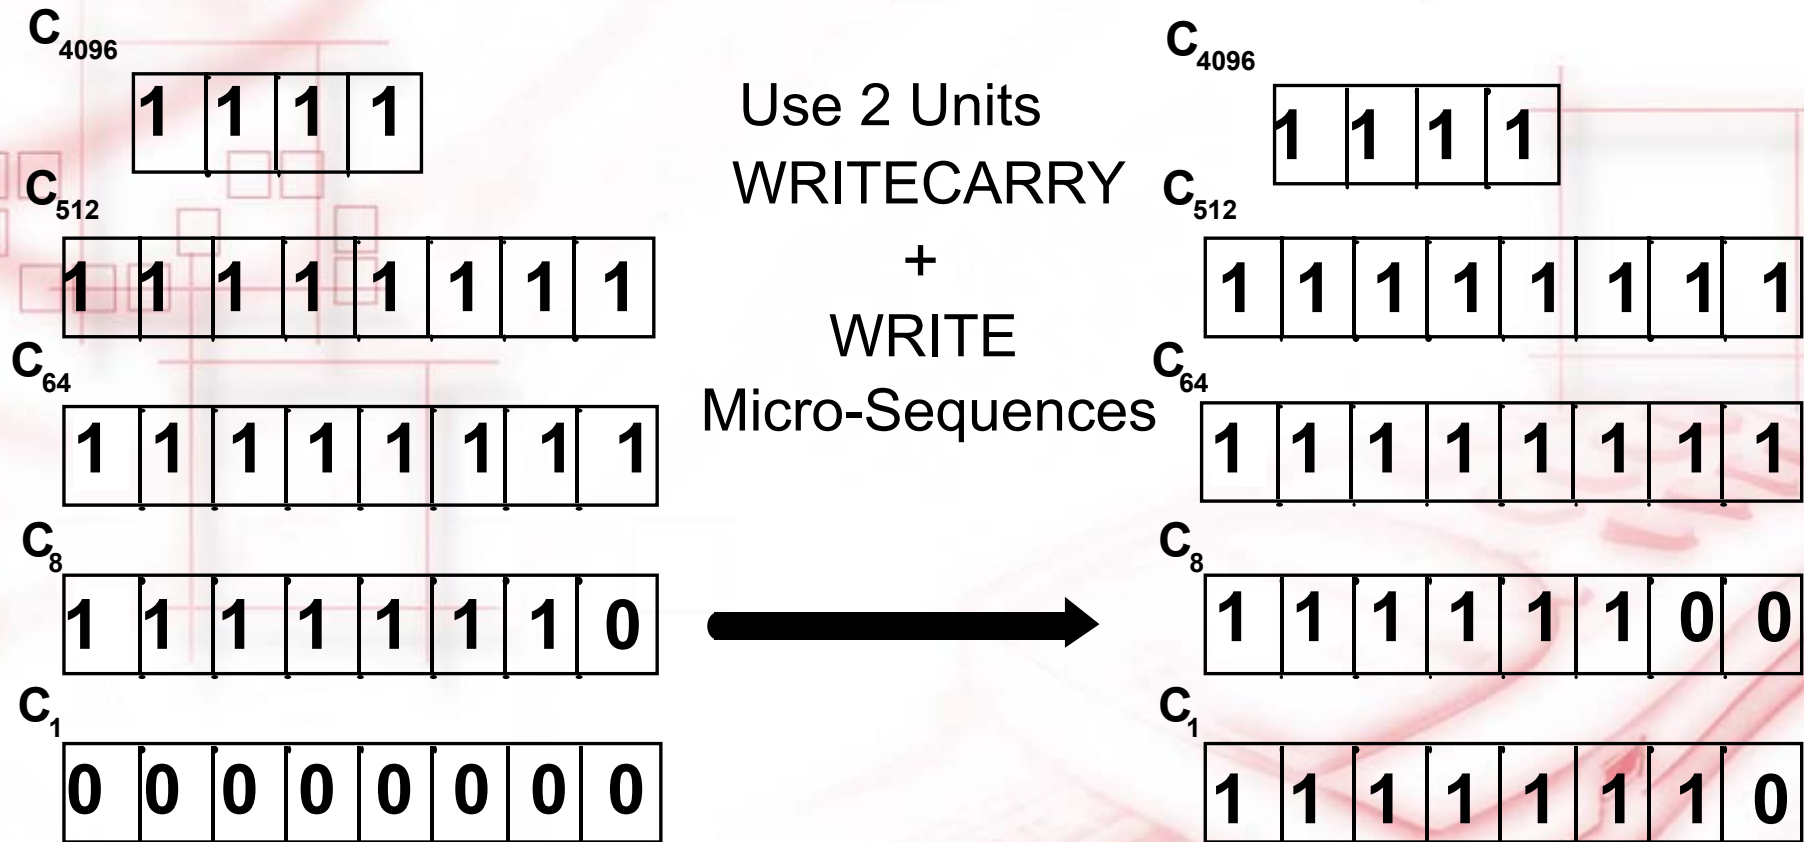 C4096
1 1 1 1
C512
1 1 1 1 1 1 1 1
C64
1 1 1 1 1 1 1 1
C8
1 1 1 1 1 1 1 0
C1
0 0 0 0 0 0 0 0
Use 2 Units
WRITECARRY
+
WRITE
Micro-Sequences
C4096
1 1 1 1
C512
1 1 1 1 1 1 1 1
C64
1 1 1 1 1 1 1 1
C8
1 1 1 1 1 1 0 0
C1
1 1 1 1 1 1 1 0